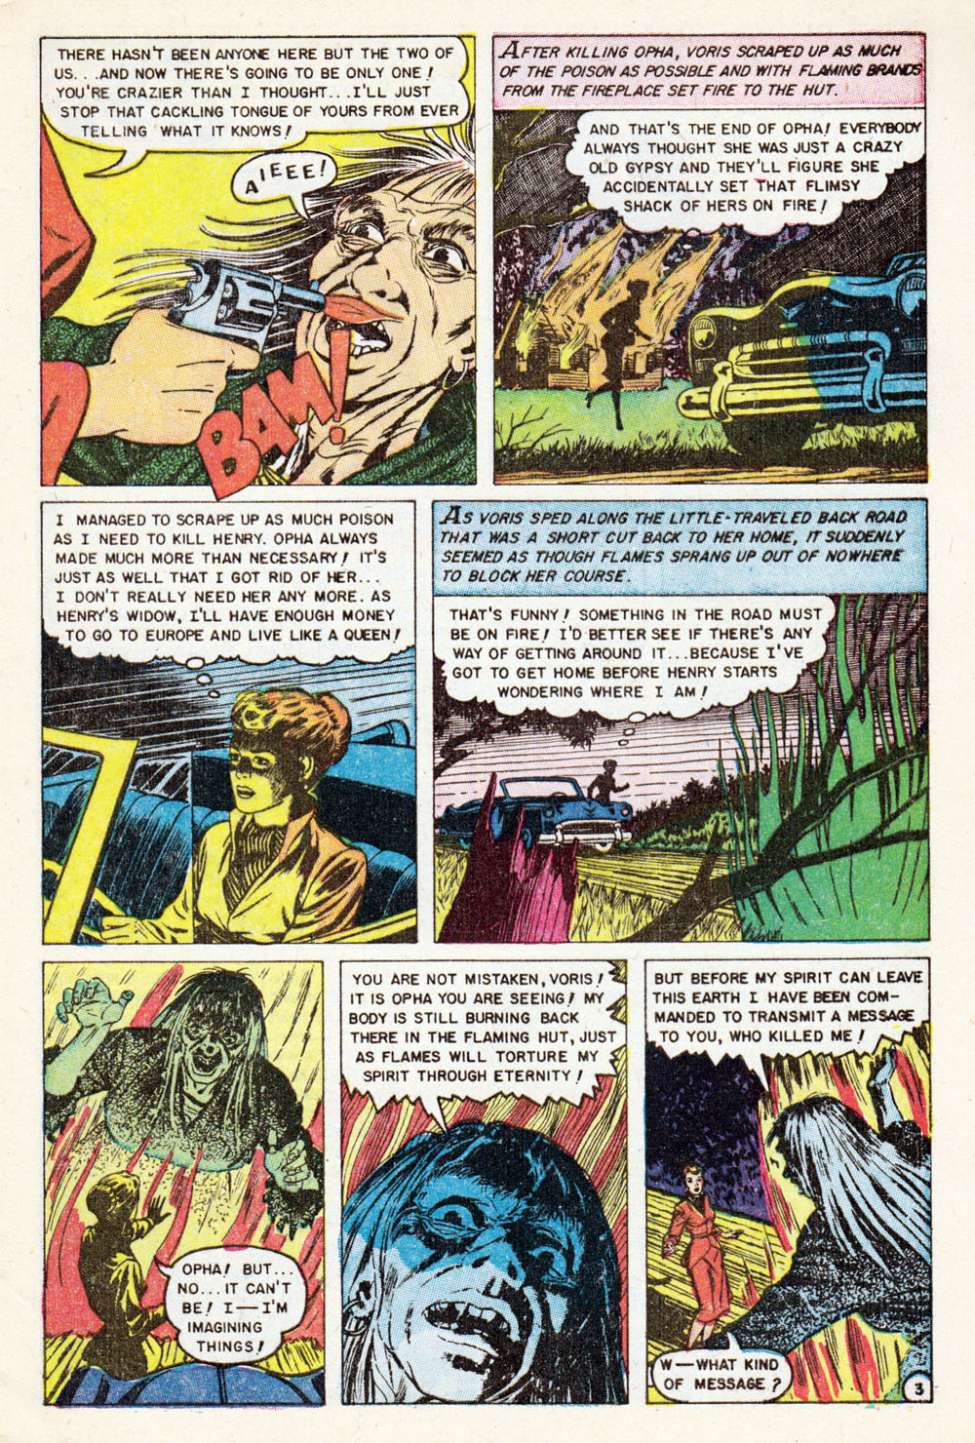 THERE HASN'T BEEN ANYONE HERE BUT THE TWO OF
US...AND NOW THERE'S GOING TO BE ONLY ONE!
YOU'RE CRAZIER THAN I THOUGHT...I'LL JUST
STOP THAT CACKLING TONGUE OF YOURS FROM EVER
TELLING WHAT IT KNOWS!
AIEEE!
BAM!
AFTER KILLING OPHA, VORIS SCRAPED UP AS MUCH
OF THE POISON AS POSSIBLE AND WITH FLAMING BRANDS
FROM THE FIREPLACE SET FIRE TO THE HUT.
AND THAT'S THE END OF OPHA! EVERYBODY
ALWAYS THOUGHT SHE WAS JUST A CRAZY
OLD GYPSY AND THEY'LL FIGURE SHE
ACCIDENTALLY SET THAT FLIMSY
SHACK OF HERS ON FIRE!
I MANAGED TO SCRAPE UP AS MUCH POISON
AS I NEED TO KILL HENRY. OPHA ALWAYS
MADE MUCH MORE THAN NECESSARY! IT'S
JUST AS WELL THAT I GOT RID OF HER...
I DON'T REALLY NEED HER ANY MORE. AS
HENRY'S WIDOW, I'LL HAVE ENOUGH MONEY
TO GO TO EUROPE AND LIVE LIKE A QUEEN!
AS VORIS SPED ALONG THE LITTLE-TRAVELED BACK ROAD
THAT WAS A SHORT CUT BACK TO HER HOME, IT SUDDENLY
SEEMED AS THOUGH FLAMES SPRANG UP OUT OF NOWHERE
TO BLOCK HER COURSE.
THAT'S FUNNY! SOMETHING IN THE ROAD MUST
BE ON FIRE! I'D BETTER SEE IF THERE'S ANY
WAY OF GETTING AROUND IT...BECAUSE I'VE
GOT TO GET HOME BEFORE HENRY STARTS
WONDERING WHERE I AM!
OPHA! BUT...
NO...IT CAN'T
BE! I—I'M
IMAGINING
THINGS!
YOU ARE NOT MISTAKEN, VORIS!
IT IS OPHA YOU ARE SEEING! MY
BODY IS STILL BURNING BACK
THERE IN THE FLAMING HUT, JUST
AS FLAMES WILL TORTURE MY
SPIRIT THROUGH ETERNITY!
BUT BEFORE MY SPIRIT CAN LEAVE
THIS EARTH I HAVE BEEN COM-
MANDED TO TRANSMIT A MESSAGE
TO YOU, WHO KILLED ME!
W—WHAT KIND
OF MESSAGE?
3